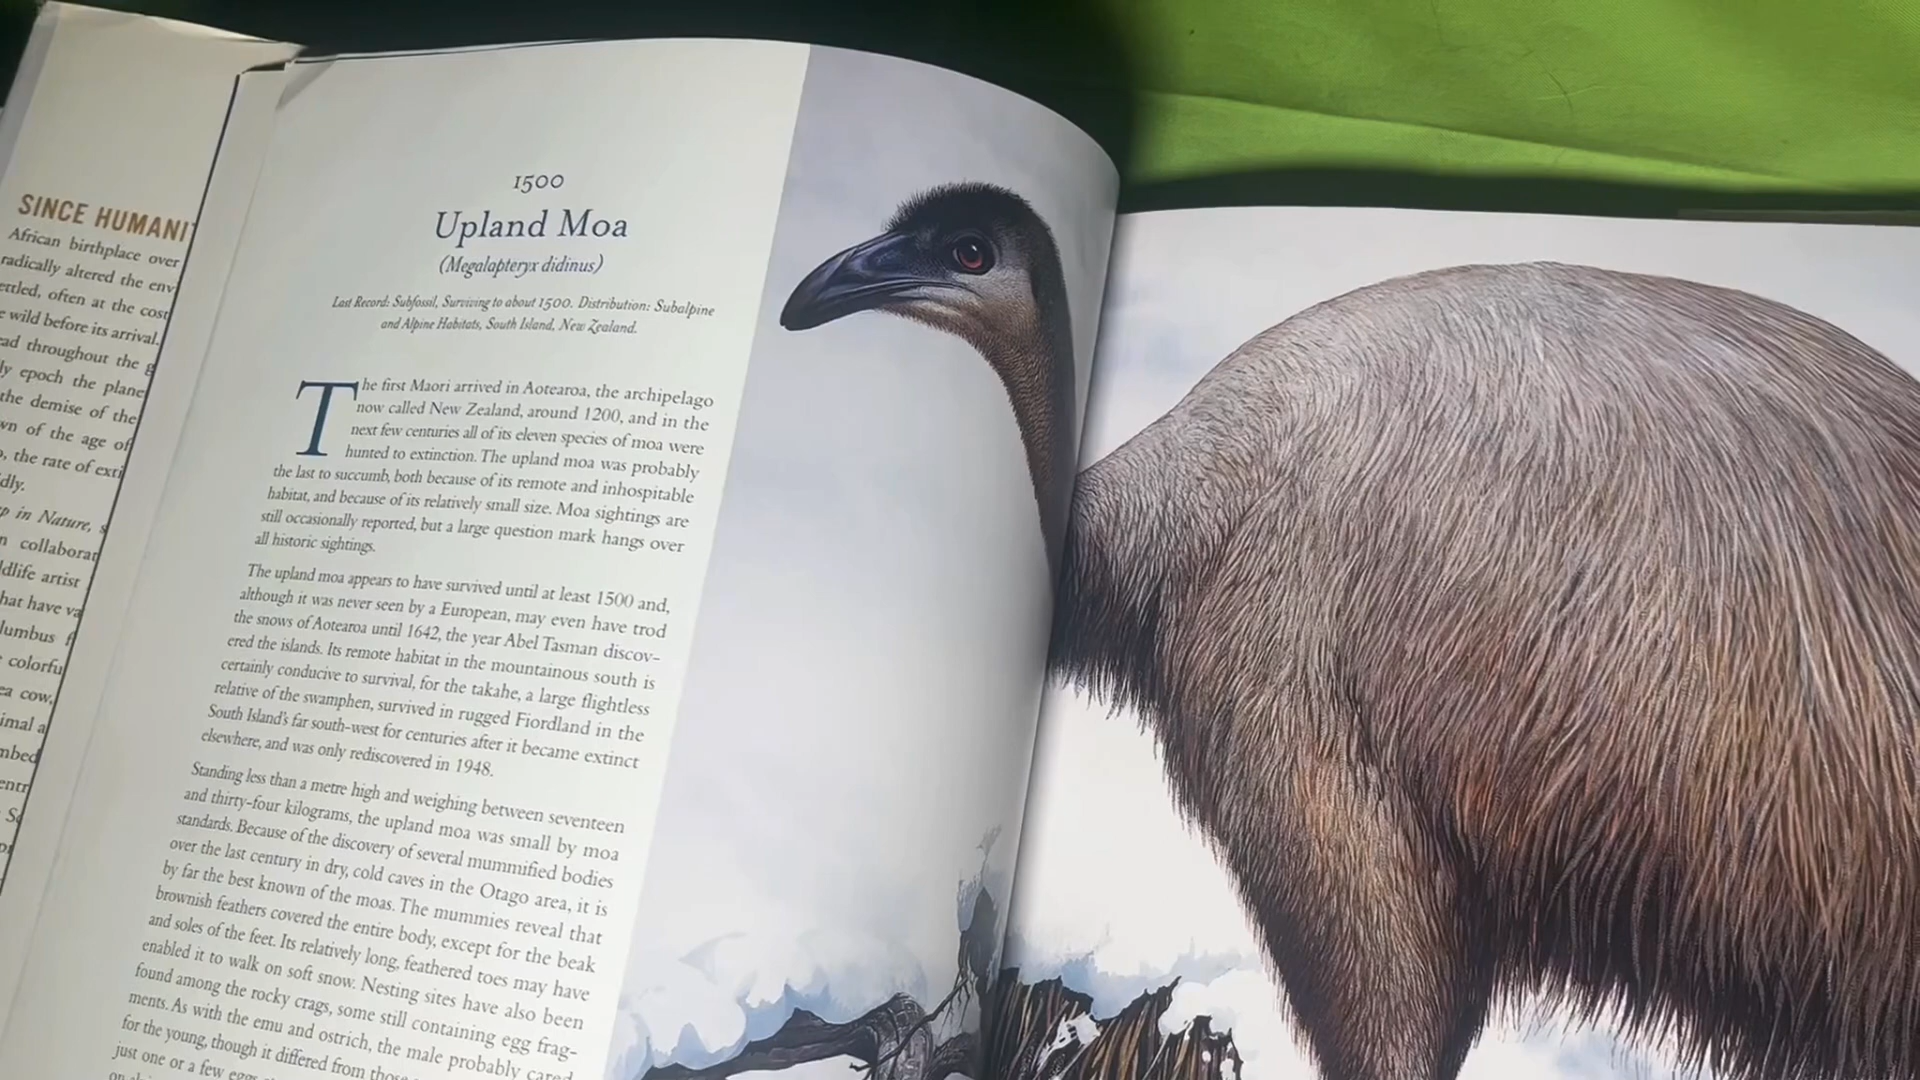 SINCE HUMANI
African birthplace over
radically altered the env
ettled, often at the cost
wild before its arrival.
ad throughout the g
ly epoch the plane
the demise of the
wn of the age of
, the rate of exti
dly.
p in Nature, s
n collaborat
ldlife artist
hat have va
lumbus f
colorfu
ea cow,
imal a
mbed
entr
1500
Upland Moa
(Megalapteryx didinus)
Last Record: Subfossil, Surviving to about 1500. Distribution: Subalpine
and Alpine Habitats, South Island, New Zealand.
The first Maori arrived in Aotearoa, the archipelago
now called New Zealand, around 1200, and in the
next few centuries all of its eleven species of moa were
hunted to extinction. The upland moa was probably
the last to succumb, both because of its remote and inhospitable
habitat, and because of its relatively small size. Moa sightings are
still occasionally reported, but a large question mark hangs over
all historic sightings.
The upland moa appears to have survived until at least 1500 and,
although it was never seen by a European, may even have trod
the snows of Aotearoa until 1642, the year Abel Tasman discov-
ered the islands. Its remote habitat in the mountainous south is
certainly conducive to survival, for the takahe, a large flightless
relative of the swamphen, survived in rugged Fiordland in the
South Island's far south-west for centuries after it became extinct
elsewhere, and was only rediscovered in 1948.
Standing less than a metre high and weighing between seventeen
and thirty-four kilograms, the upland moa was small by moa
standards. Because of the discovery of several mummified bodies
over the last century in dry, cold caves in the Otago area, it is
by far the best known of the moas. The mummies reveal that
brownish feathers covered the entire body, except for the beak
and soles of the feet. Its relatively long, feathered toes may have
enabled it to walk on soft snow. Nesting sites have also been
found among the rocky crags, some still containing egg frag-
ments. As with the emu and ostrich, the male probably cared
for the young, though it differed from those
just one or a few eggs